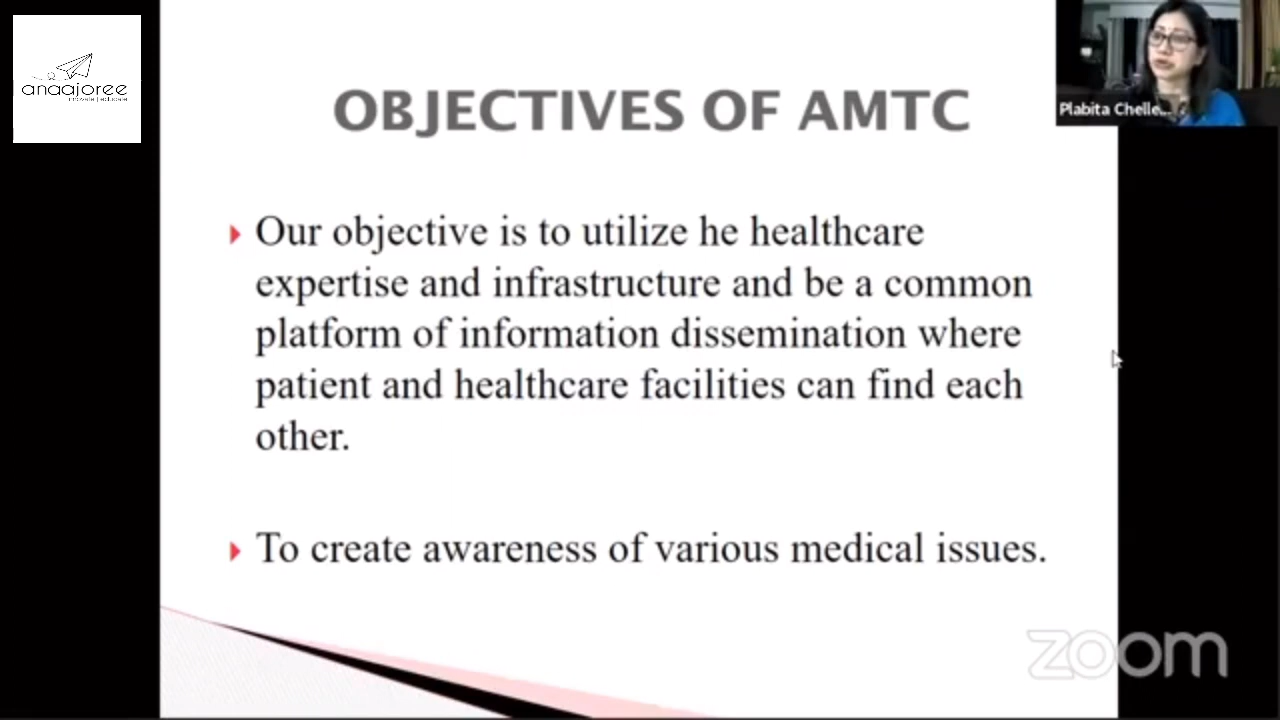 anaajoree
OBJECTIVES OF AMTC
Plabita Chelle...
Our objective is to utilize he healthcare
expertise and infrastructure and be a common
platform of information dissemination where
patient and healthcare facilities can find each
other.
To create awareness of various medical issues.
zoom